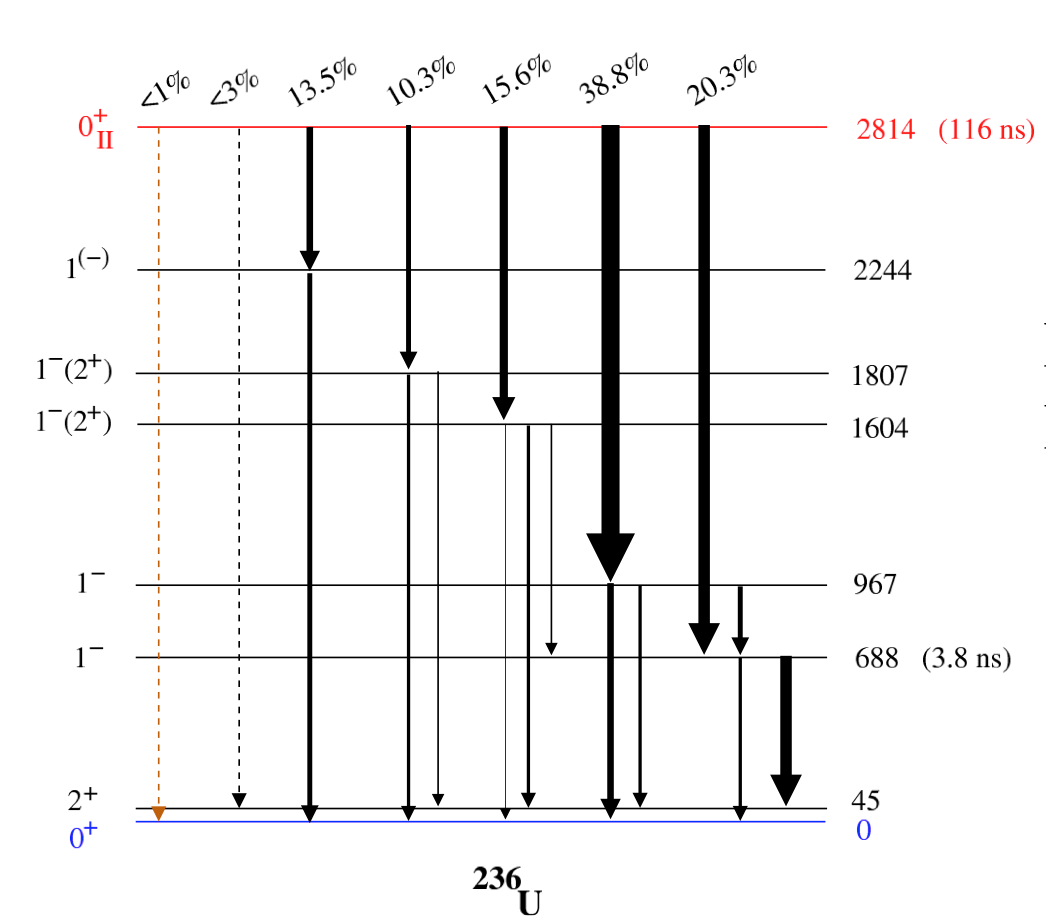 <1% <3% 13.5% 10.3% 15.6% 38.8% 20.3%
0⁺II 2814 (116 ns)
1⁽⁻⁾ 2244
1⁻(2⁺) 1807
1⁻(2⁺) 1604
1⁻ 967
1⁻ 688 (3.8 ns)
2⁺ 45
0⁺ 0
²³⁶U